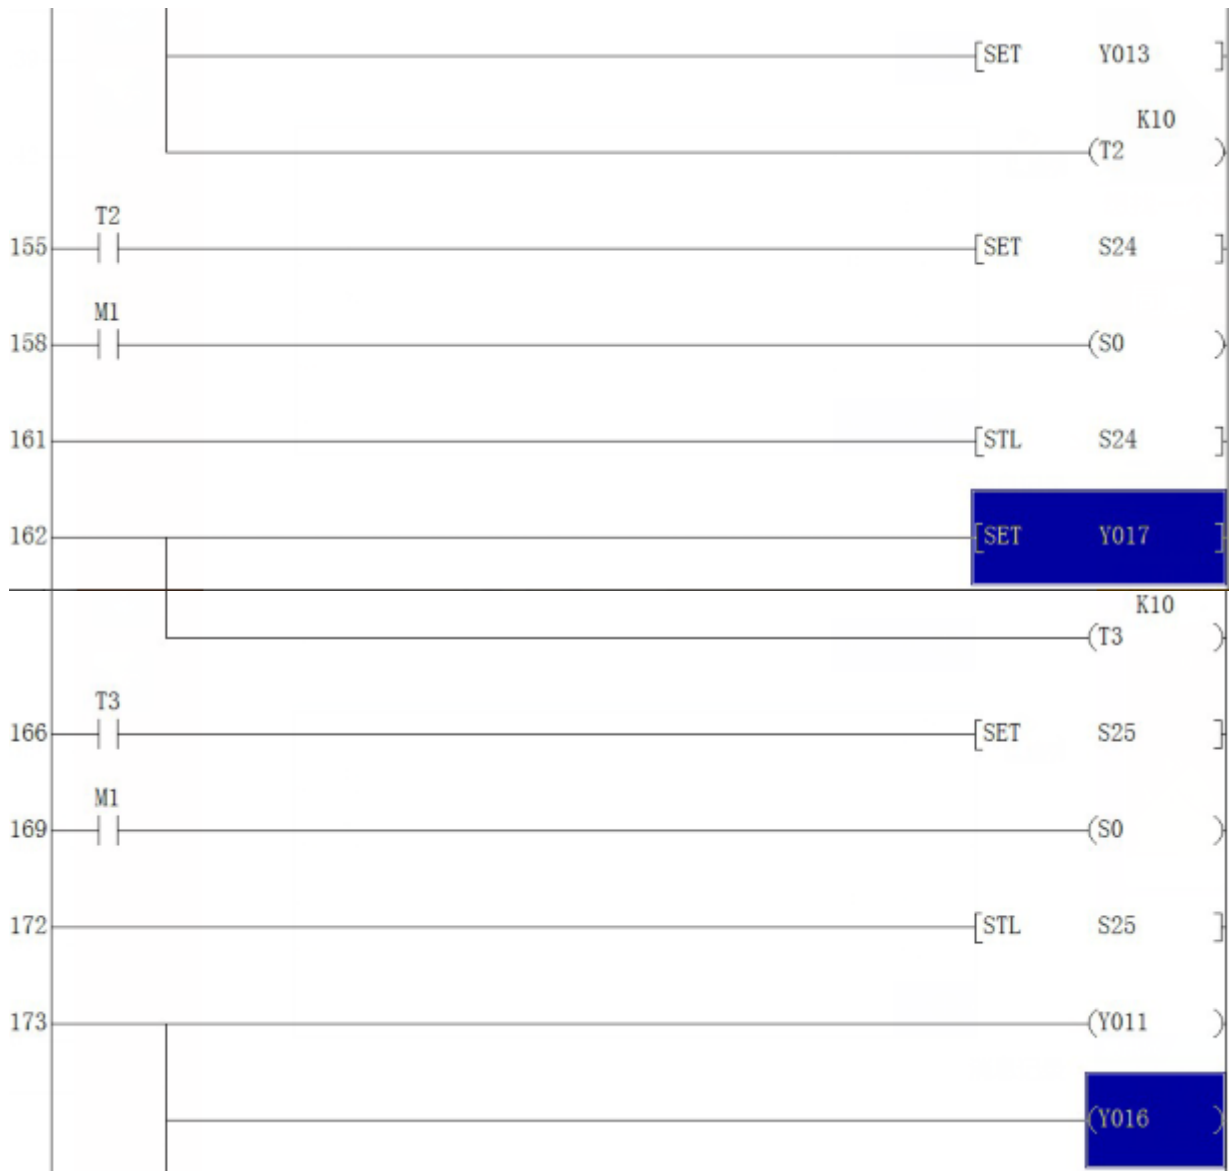 [SET Y013 ]
K10
(T2 )
T2
155 [SET S24 ]
M1
158 (S0 )
161 [STL S24 ]
162 [SET Y017 ]
K10
(T3 )
T3
166 [SET S25 ]
M1
169 (S0 )
172 [STL S25 ]
173 (Y011 )
(Y016 )